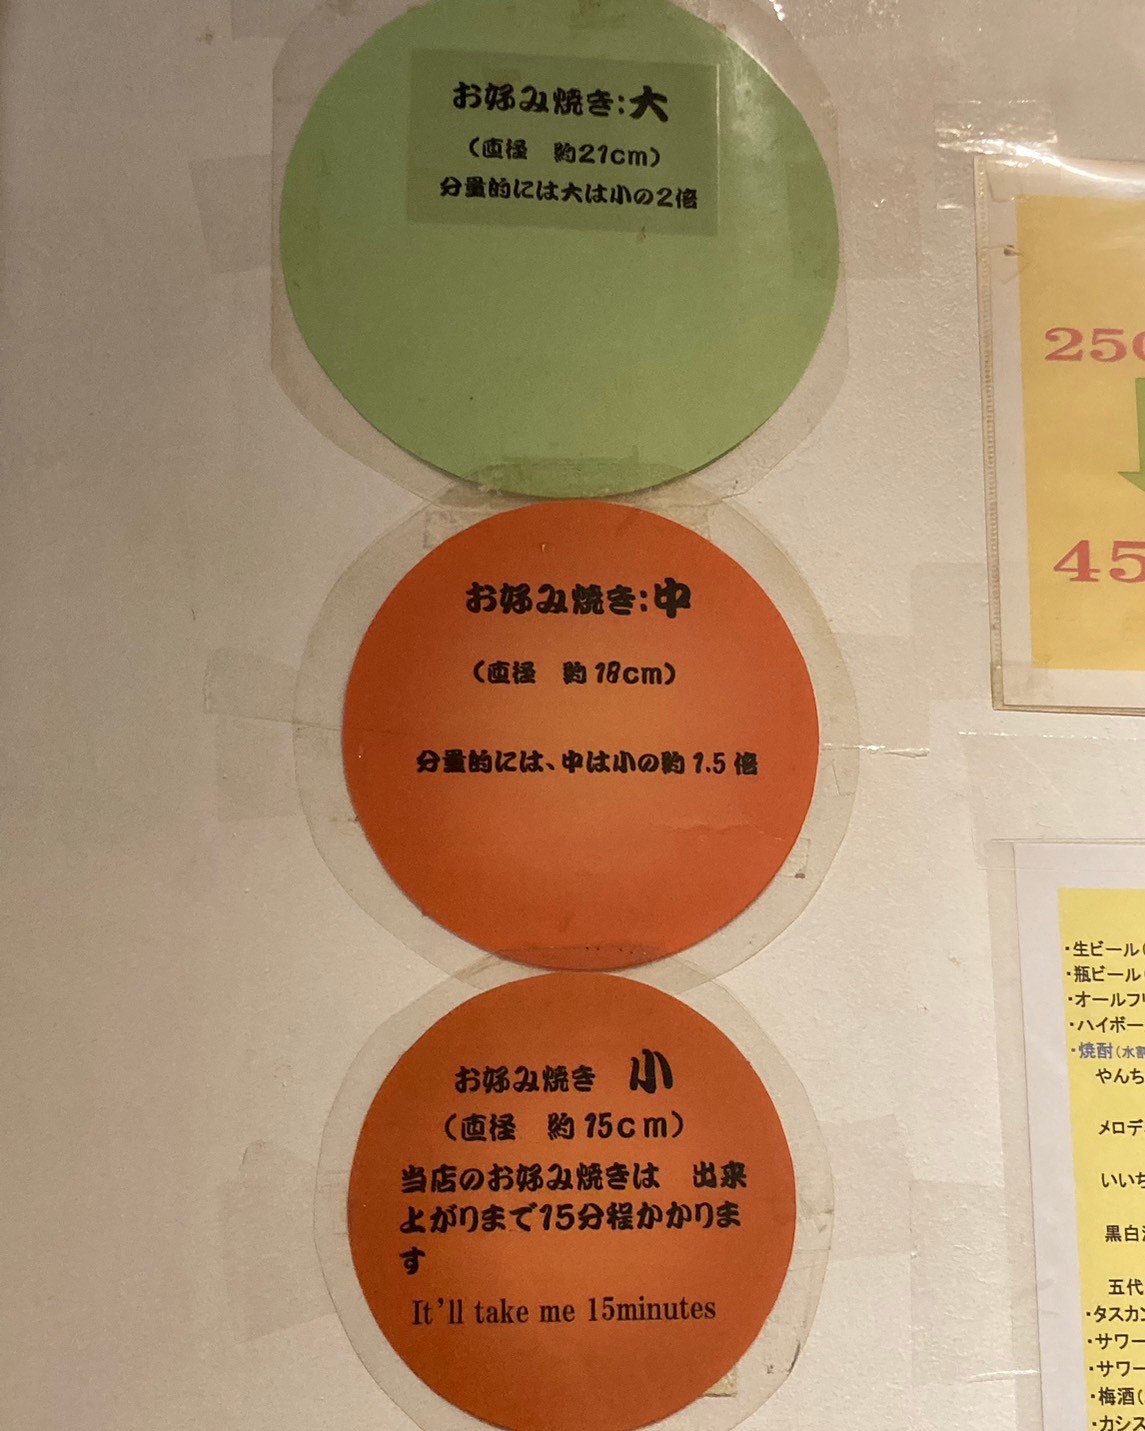 お好み焼き:大
(直径　約21cm)
分量的には大は小の2倍
お好み焼き:中
(直径　約18cm)
分量的には、中は小の約1.5倍
お好み焼き　小
(直径　約15cm)
当店のお好み焼きは　出来
上がりまで15分程かかりま
す
It'll take me 15minutes
250
45
・生ビール(
・瓶ビール
・オールフリ
・ハイボー
・焼酎(水割
やんち
メロデ
いいち
黒白
五代
・タスカン
・サワー
・サワー
・梅酒(
・カシス